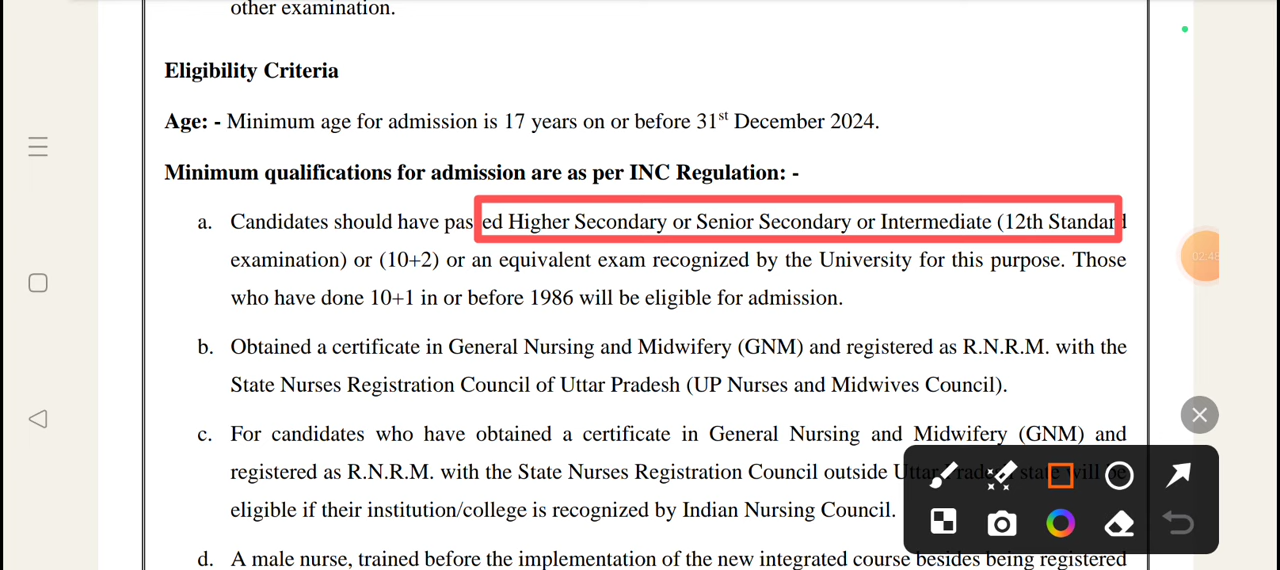 other examination.
Eligibility Criteria
Age: - Minimum age for admission is 17 years on or before 31st December 2024.
Minimum qualifications for admission are as per INC Regulation: -
a. Candidates should have passed Higher Secondary or Senior Secondary or Intermediate (12th Standard
examination) or (10+2) or an equivalent exam recognized by the University for this purpose. Those
02:48
who have done 10+1 in or before 1986 will be eligible for admission.
b. Obtained a certificate in General Nursing and Midwifery (GNM) and registered as R.N.R.M. with the
State Nurses Registration Council of Uttar Pradesh (UP Nurses and Midwives Council).
c. For candidates who have obtained a certificate in General Nursing and Midwifery (GNM) and
registered as R.N.R.M. with the State Nurses Registration Council outside Uttar Pradesh state will be
eligible if their institution/college is recognized by Indian Nursing Council.
d. A male nurse, trained before the implementation of the new integrated course besides being registered